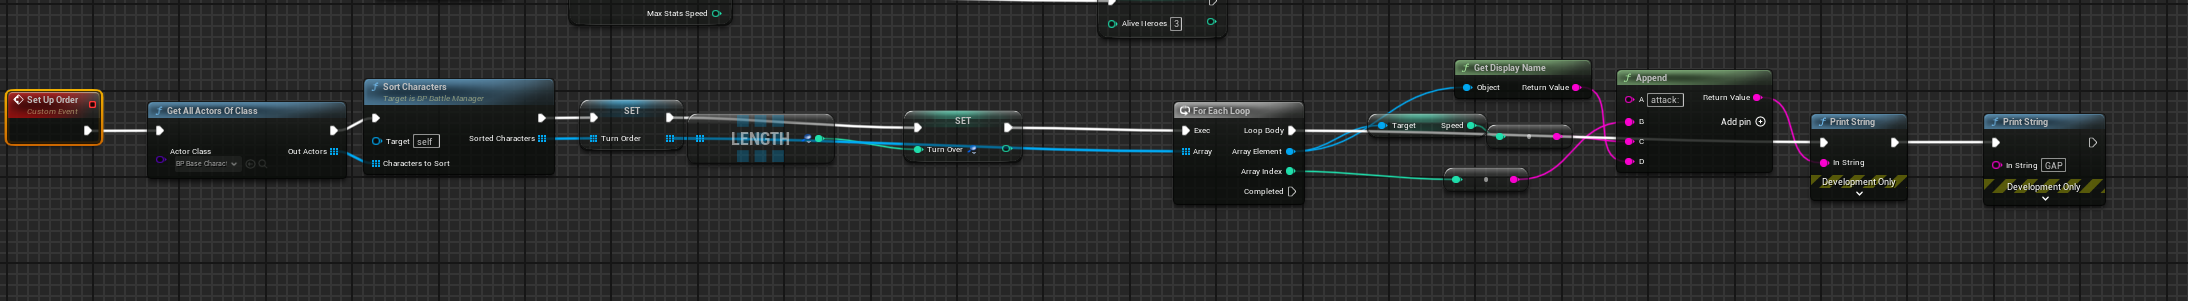 Max Stats Speed
Alive Heroes 3
Set Up Order
Custom Event
Get All Actors Of Class
Actor Class
BP Base Charac
Out Actors
Sort Characters
Target is BP Battle Manager
Target self
Sorted Characters
Characters to Sort
SET
Turn Order
LENGTH
SET
Turn Over
For Each Loop
Exec
Loop Body
Array
Array Element
Array Index
Completed
Target
Speed
Get Display Name
Object
Return Value
Append
A attack:
Return Value
B
Add pin
C
D
Print String
In String
Development Only
Print String
In String GAP
Development Only